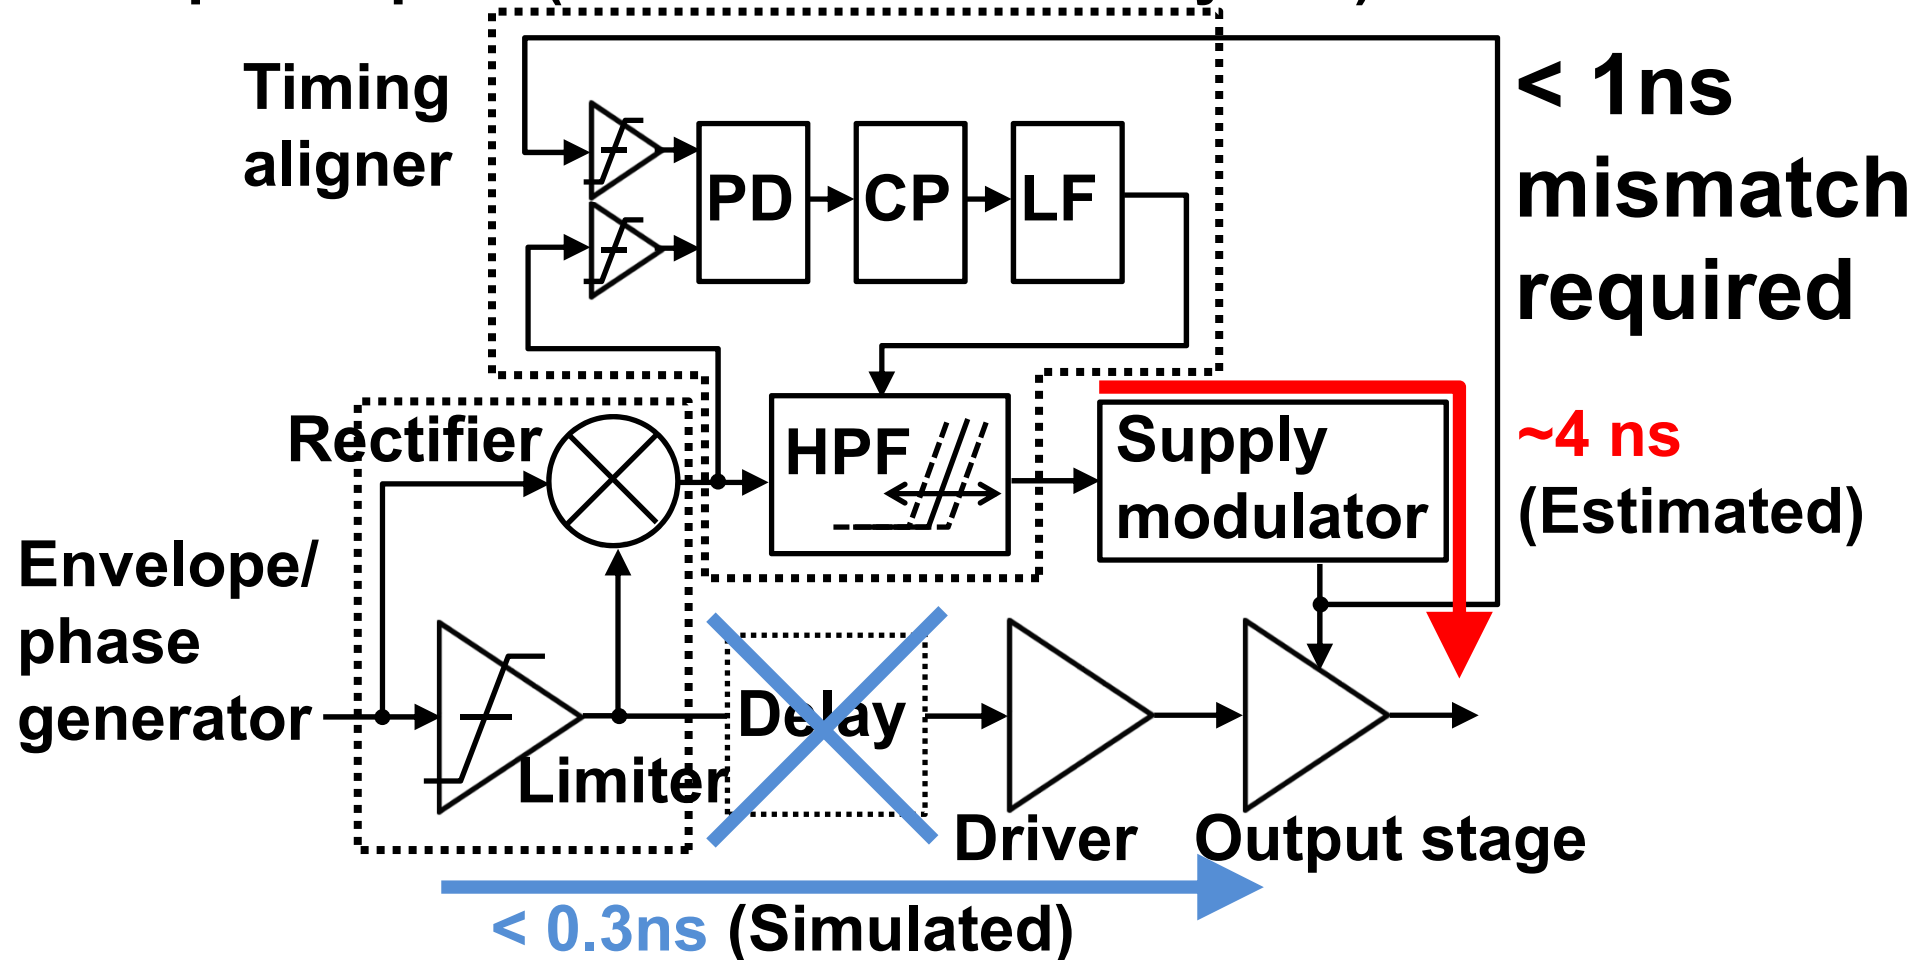 Timing
aligner
PD
CP
LF
< 1ns
mismatch
required
Rectifier
HPF
Supply
modulator
~4 ns
(Estimated)
Envelope/
phase
generator
Limiter
Delay
Driver
Output stage
< 0.3ns (Simulated)